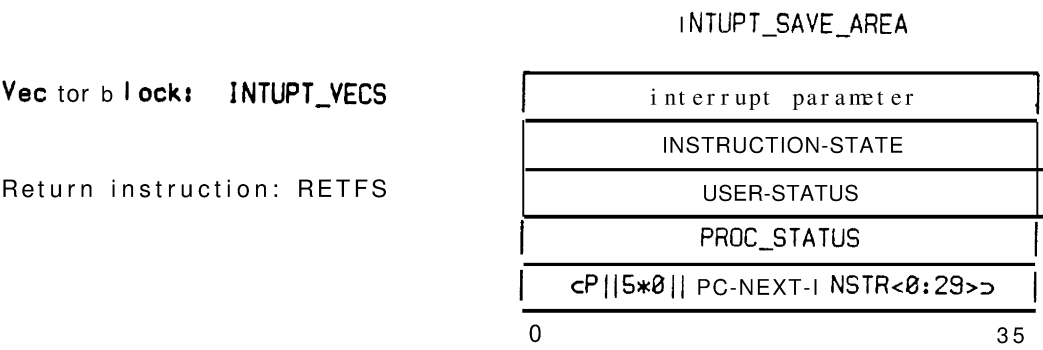 INTUPT_SAVE_AREA
Vector block: INTUPT_VECS
interrupt parameter
INSTRUCTION-STATE
Return instruction: RETFS
USER-STATUS
PROC_STATUS
⊂P||5*0|| PC-NEXT-INSTR<0:29>⊃
0 35